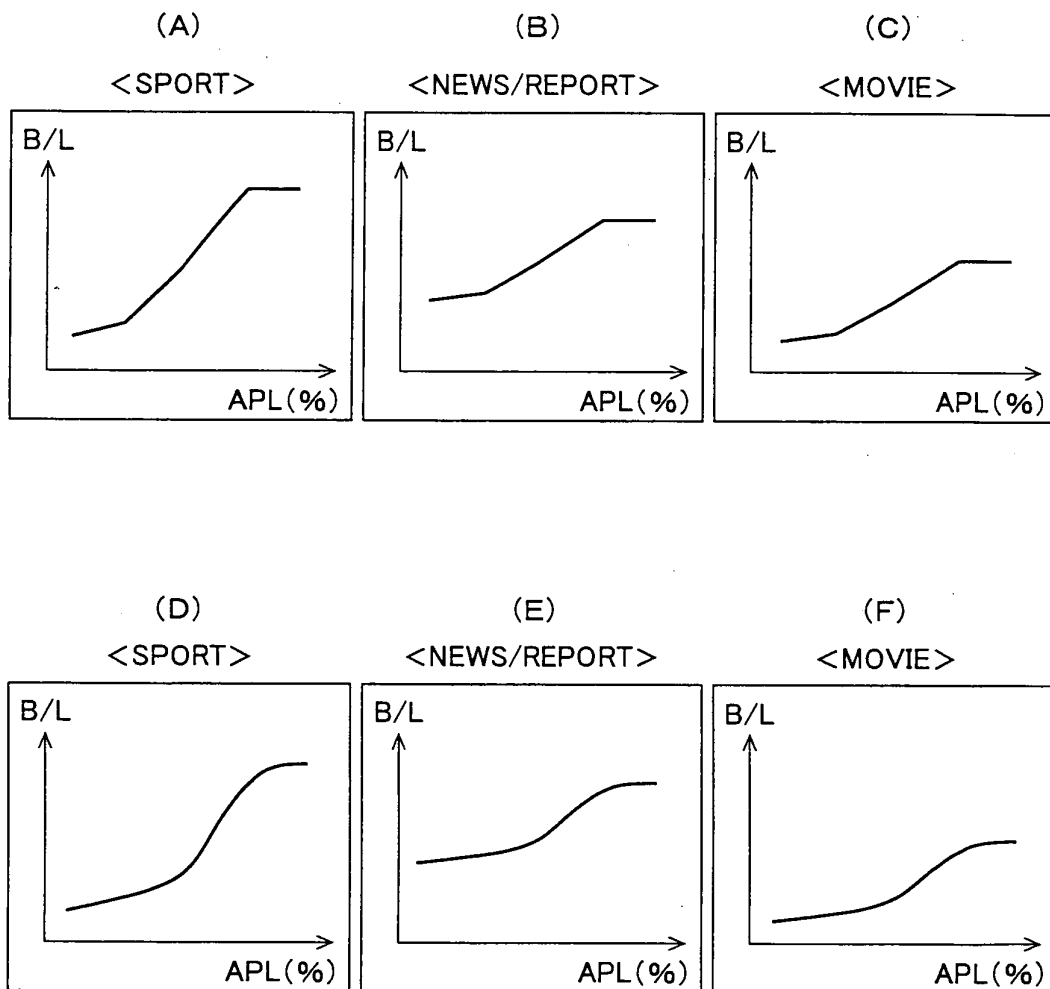 (A)
<SPORT>
B/L
APL(%)
(B)
<NEWS/REPORT>
B/L
APL(%)
(C)
<MOVIE>
B/L
APL(%)
(D)
<SPORT>
B/L
APL(%)
(E)
<NEWS/REPORT>
B/L
APL(%)
(F)
<MOVIE>
B/L
APL(%)